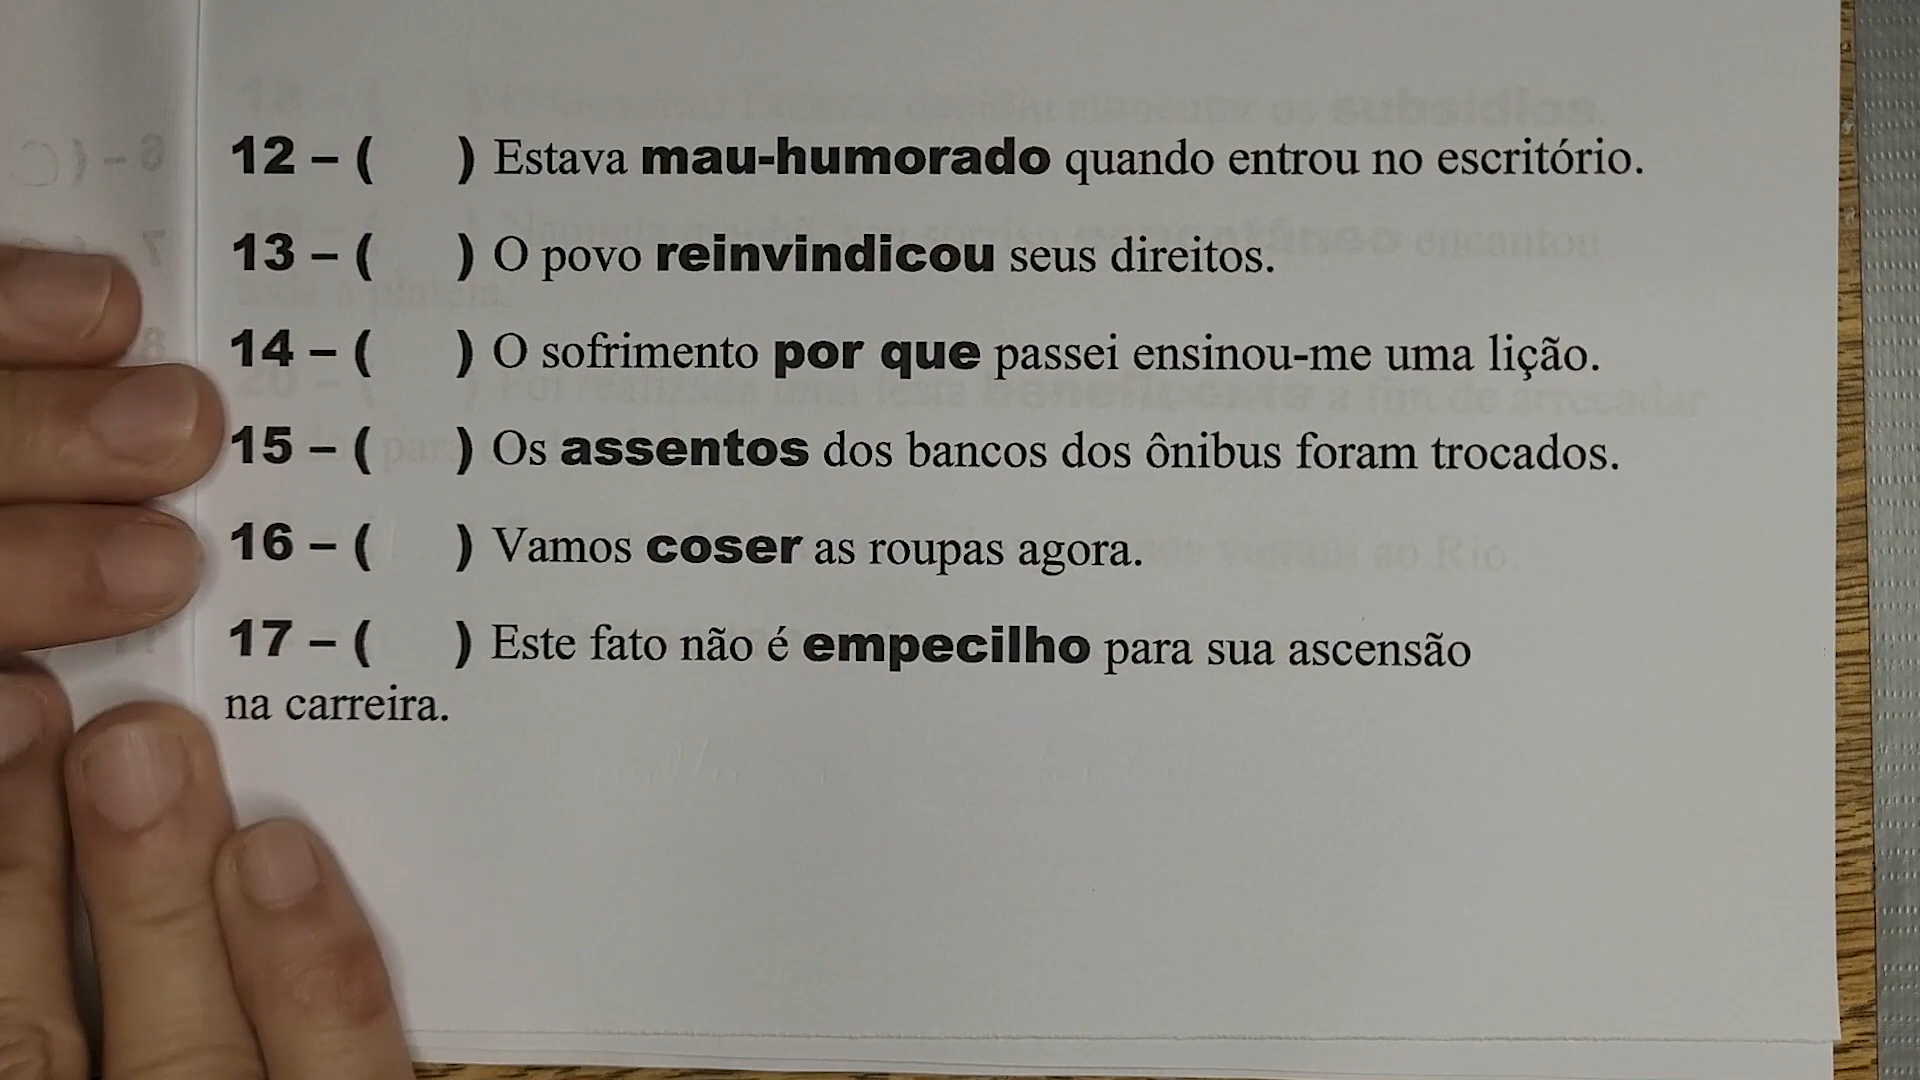 12 – (      ) Estava mau-humorado quando entrou no escritório.
13 – (      ) O povo reinvindicou seus direitos.
14 – (      ) O sofrimento por que passei ensinou-me uma lição.
15 – (      ) Os assentos dos bancos dos ônibus foram trocados.
16 – (      ) Vamos coser as roupas agora.
17 – (      ) Este fato não é empecilho para sua ascensão
na carreira.